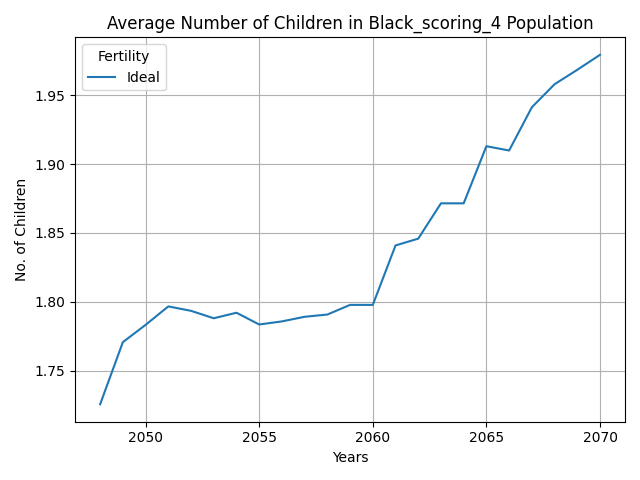 Average Number of Children in Black_scoring_4 Population
Fertility
Ideal
No. of Children
1.95
1.90
1.85
1.80
1.75
2050 2055 2060 2065 2070
Years